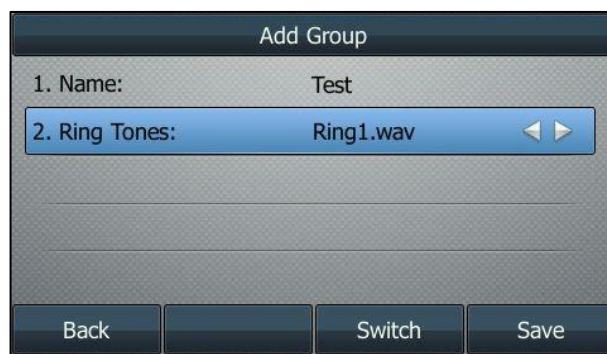 Add Group
1. Name: Test
2. Ring Tones: Ring1.wav
Back Switch Save